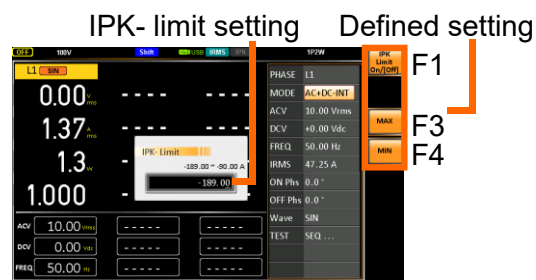 IPK- limit setting Defined setting
OFF 100V Shift USB IRMS IPK 1P2W
L1 SIN
0.00 rms - - - -  - - - -
1.37 A rms - - - -
1.3 W
1.000
IPK- Limit
-189.00 ~ -90.00 A
-189.00
ACV 10.00 Vrms - - - - -  - - - - -
DCV 0.00 Vdc - - - - -  - - - - -
FREQ 50.00 Hz - - - - -  - - - - -
PHASE L1
MODE AC+DC-INT
ACV 10.00 Vrms
DCV +0.00 Vdc
FREQ 50.00 Hz
IRMS 47.25 A
ON Phs 0.0 °
OFF Phs 0.0 °
Wave SIN
TEST SEQ ...
IPK
Limit
On/[Off]
F1
MAX
F3
MIN
F4